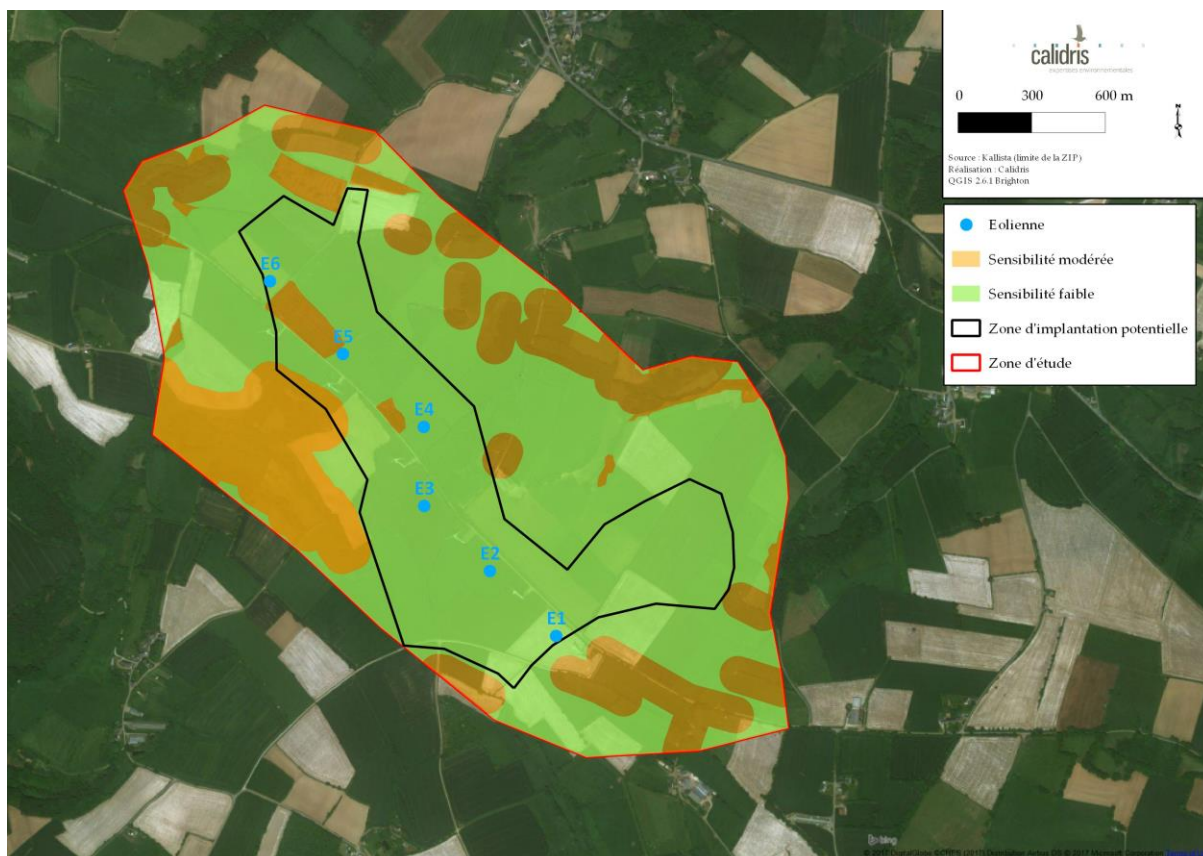 calidris
expertises environnementales
0 300 600 m
N
Source : Kallista (limite de la ZIP)
Réalisation : Calidris
QGIS 2.6.1 Brighton
Eolienne
Sensibilité modérée
Sensibilité faible
Zone d'implantation potentielle
Zone d'étude
E6
E5
E4
E3
E2
E1
bing